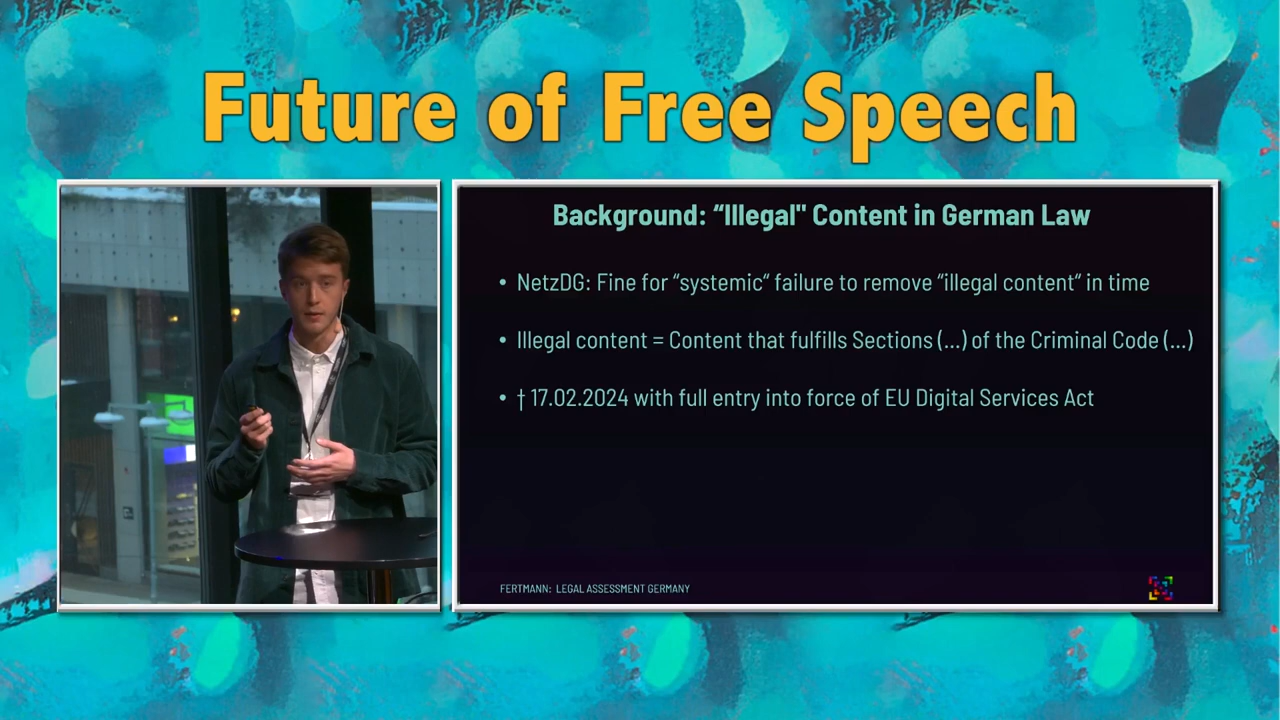 Future of Free Speech
Background: “Illegal" Content in German Law
• NetzDG: Fine for “systemic“ failure to remove “illegal content“ in time
• Illegal content = Content that fulfills Sections (...) of the Criminal Code (...)
• † 17.02.2024 with full entry into force of EU Digital Services Act
FERTMANN: LEGAL ASSESSMENT GERMANY